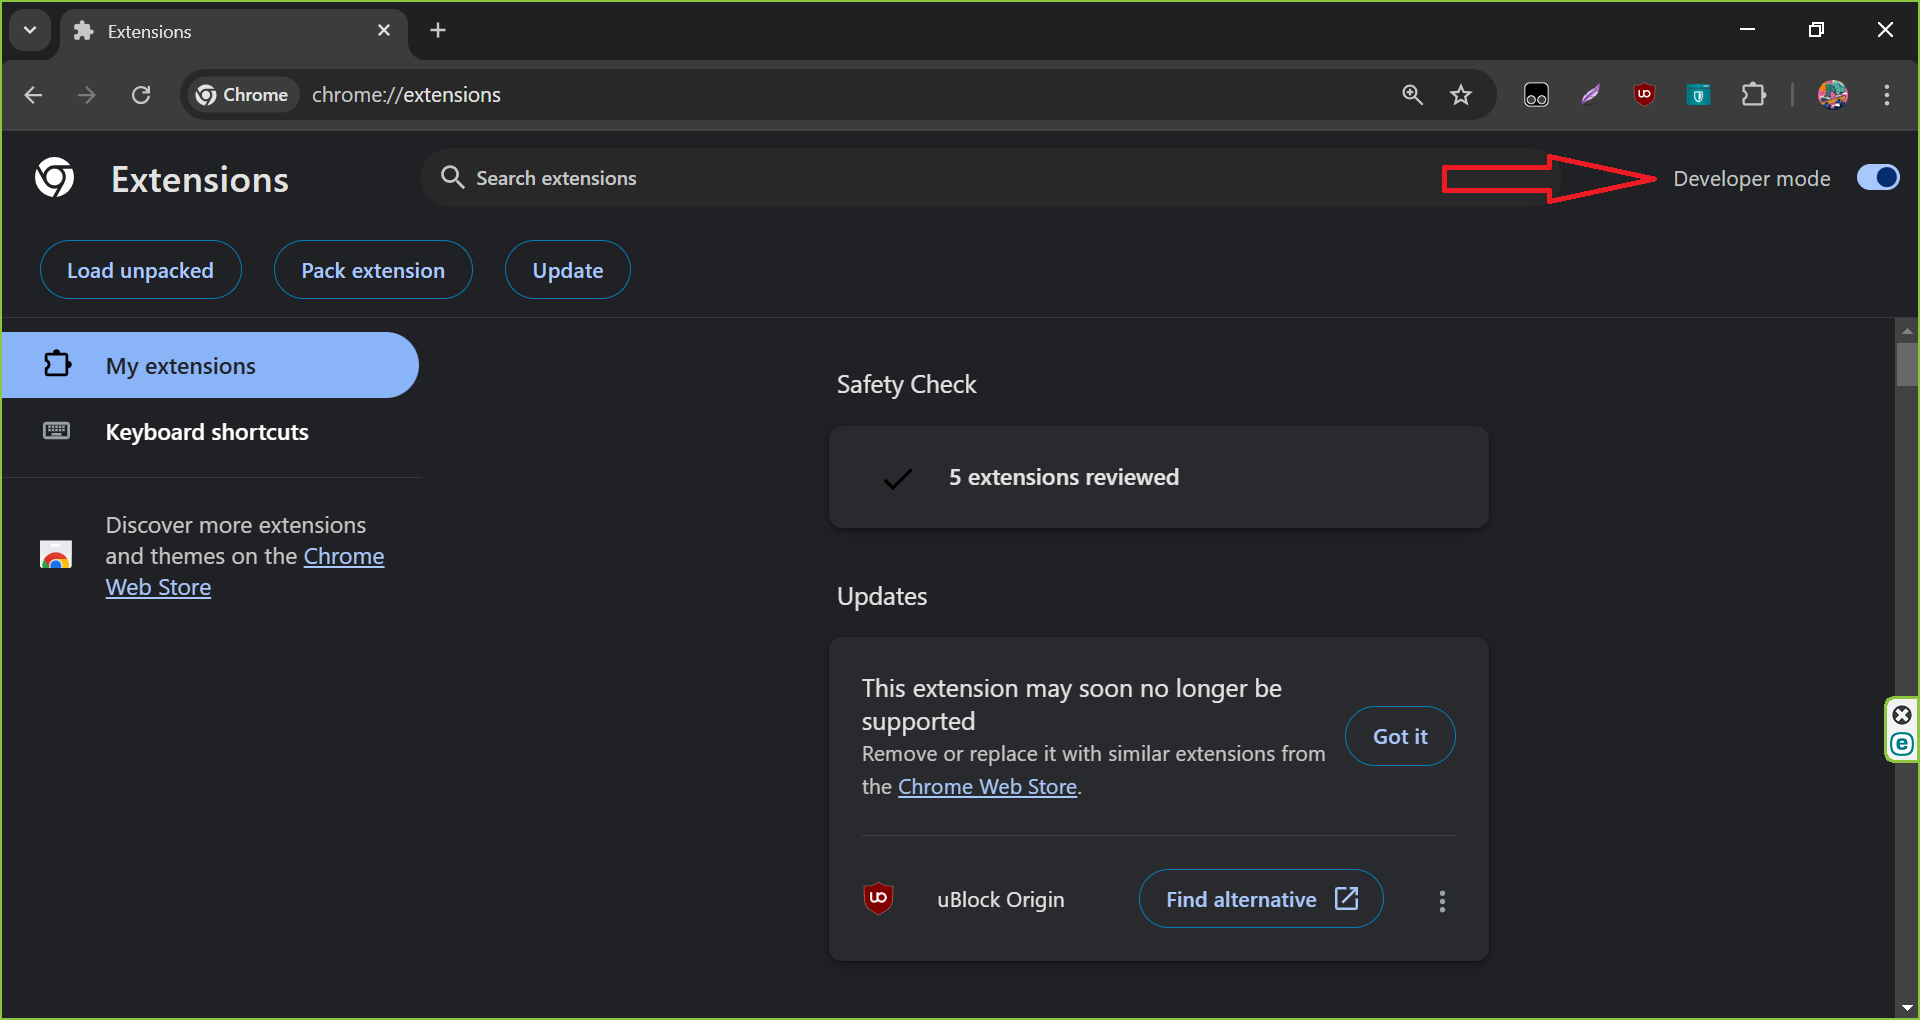 Extensions
Chrome
chrome://extensions
Extensions
Search extensions
Developer mode
Load unpacked
Pack extension
Update
My extensions
Keyboard shortcuts
Discover more extensions
and themes on the Chrome
Web Store
Safety Check
5 extensions reviewed
Updates
This extension may soon no longer be
supported
Remove or replace it with similar extensions from
the Chrome Web Store.
Got it
uBlock Origin
Find alternative